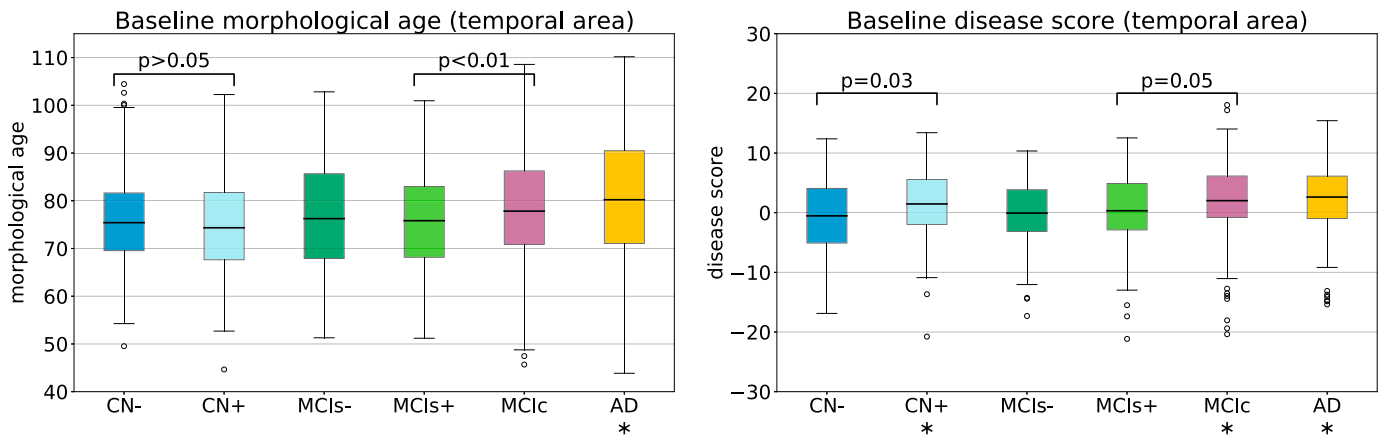 Baseline morphological age (temporal area)
morphological age
110
100
90
80
70
60
50
40
p>0.05
p<0.01
CN-
CN+
MCIs-
MCIs+
MCIc
AD
*
Baseline disease score (temporal area)
disease score
30
20
10
0
−10
−20
−30
p=0.03
p=0.05
CN-
CN+
MCIs-
MCIs+
MCIc
AD
* * *